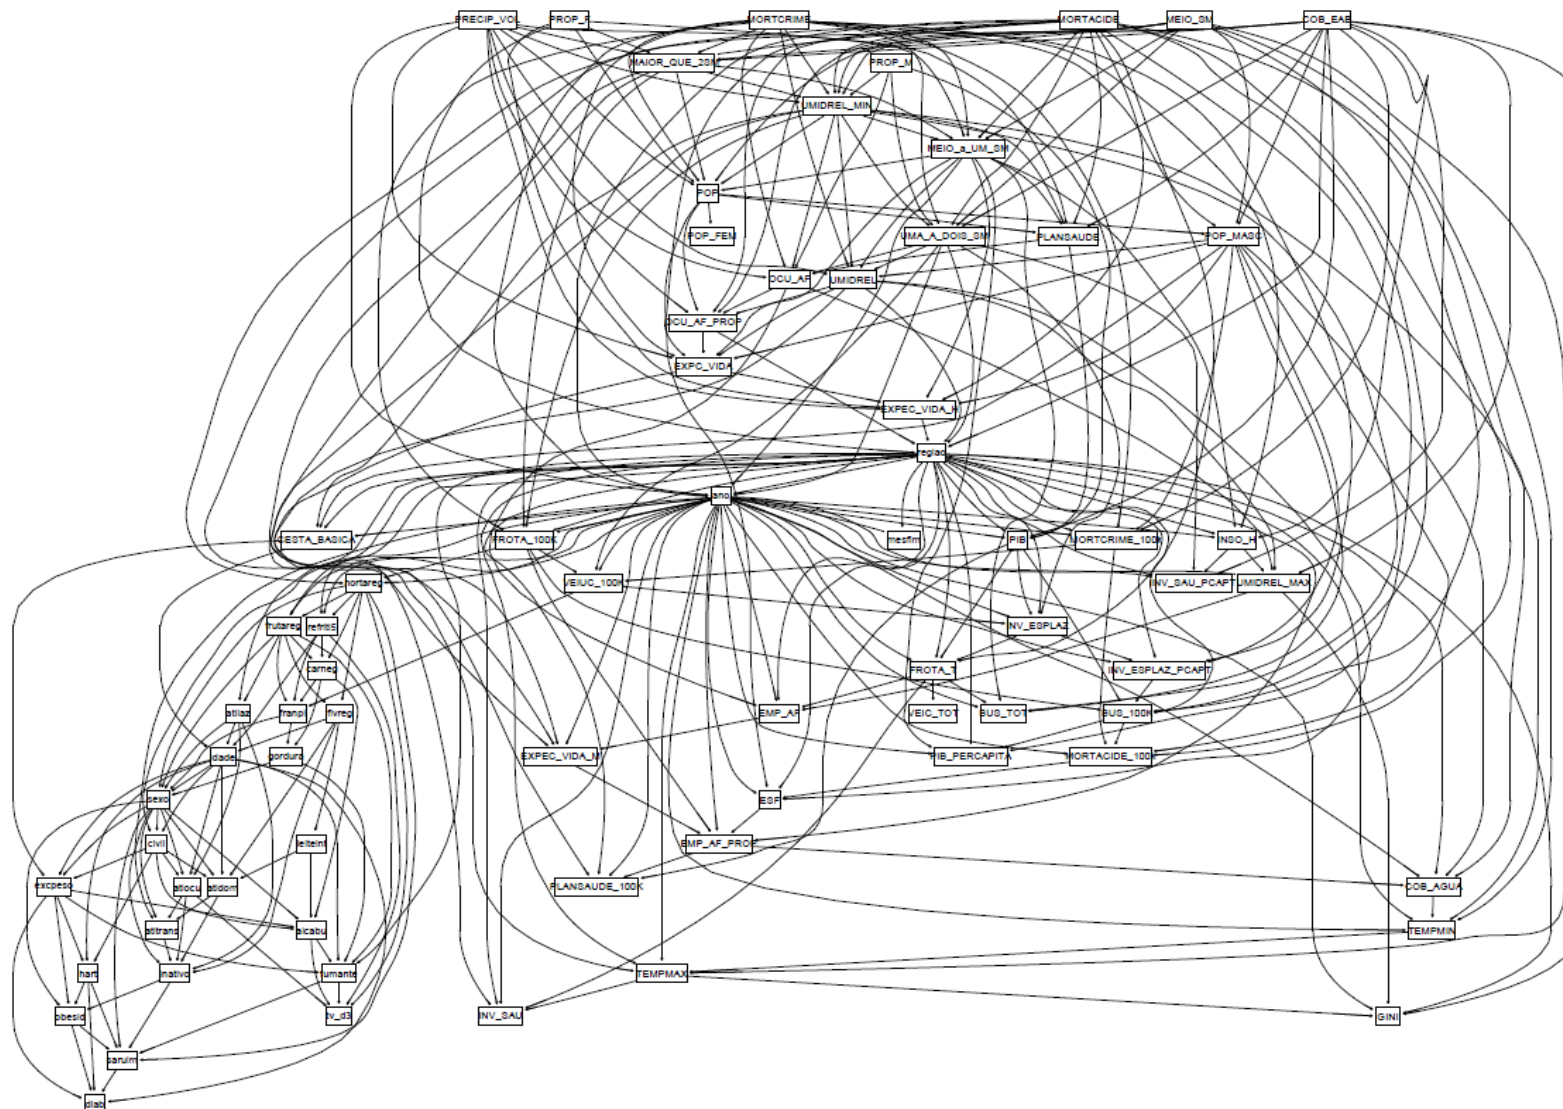 PRECIP_VOL PROP_F MORTCRIME MORTACIDE MEIO_SM COB_EAB
MAIOR_QUE_2SM PROP_M
UMIDREL_MIN
MEIO_a_UM_SM
POP
POP_FEM UMA_A_DOIS_SM PLANSAUDE POP_MASC
OCU_AF UMIDREL
OCU_AF_PROP
EXPC_VIDA
EXPEC_VIDA_H
regiao
ano
CESTA_BASICA FROTA_100K mesfim PIB MORTCRIME_100K INSO_H
hortareg VEIUC_100K INV_SAU_PCAPT UMIDREL_MAX
frutareg refriti5 INV_ESPLAZ
carneg FROTA_T INV_ESPLAZ_PCAPT
atilaz franpi flvreg EMP_AF VEIC_TOT BUS_TOT BUS_100K
idade gordura EXPEC_VIDA_M PIB_PERCAPITA MORTACIDE_100K
sexo ESF
civil leiteint EMP_AF_PROP
excpeso atiocu atidom PLANSAUDE_100K COB_AGUA
atitrans alcabu TEMPMIN
hart inativo fumante TEMPMAX
obesid tv_d3 INV_SAU GINI
saruim
diab